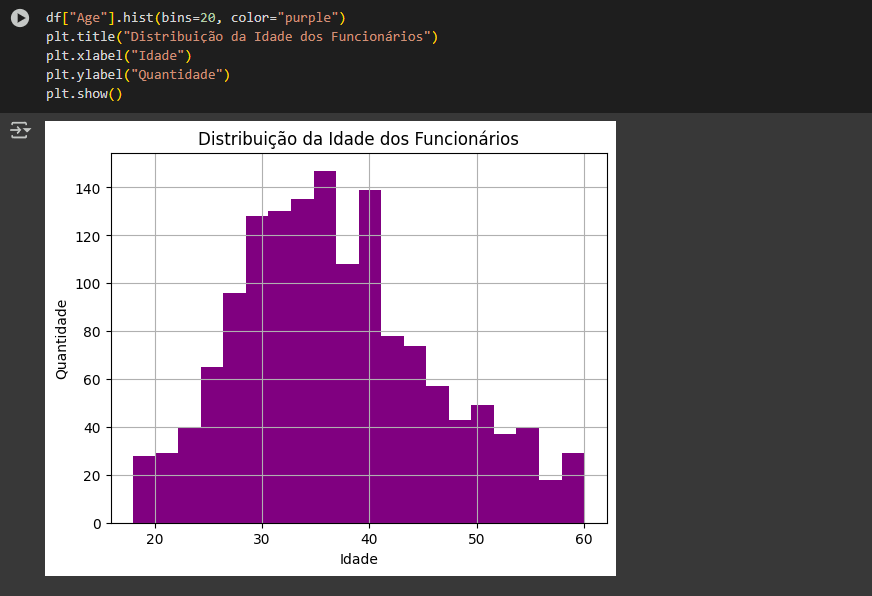 df["Age"].hist(bins=20, color="purple")
plt.title("Distribuição da Idade dos Funcionários")
plt.xlabel("Idade")
plt.ylabel("Quantidade")
plt.show()
Distribuição da Idade dos Funcionários
Quantidade
140
120
100
80
60
40
20
0
20 30 40 50 60
Idade